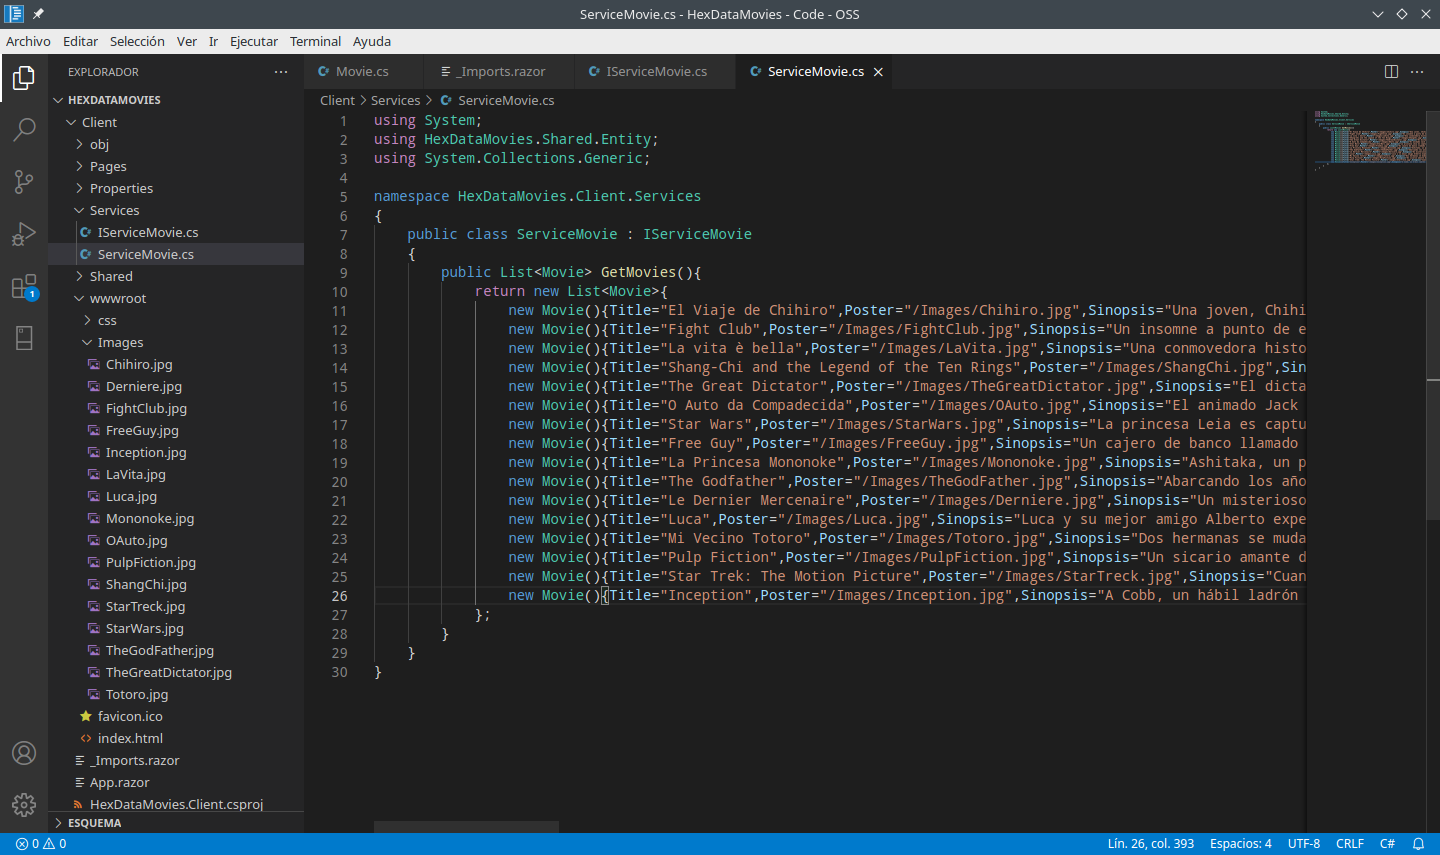 ServiceMovie.cs - HexDataMovies - Code - OSS
Archivo Editar Selección Ver Ir Ejecutar Terminal Ayuda
EXPLORADOR
HEXDATAMOVIES
Client
obj
Pages
Properties
Services
IServiceMovie.cs
ServiceMovie.cs
Shared
wwwroot
css
Images
Chihiro.jpg
Derniere.jpg
FightClub.jpg
FreeGuy.jpg
Inception.jpg
LaVita.jpg
Luca.jpg
Mononoke.jpg
OAuto.jpg
PulpFiction.jpg
ShangChi.jpg
StarTreck.jpg
StarWars.jpg
TheGodFather.jpg
TheGreatDictator.jpg
Totoro.jpg
favicon.ico
index.html
_Imports.razor
App.razor
HexDataMovies.Client.csproj
ESQUEMA
1
Movie.cs _Imports.razor IServiceMovie.cs ServiceMovie.cs
Client > Services > ServiceMovie.cs
1 using System;
2 using HexDataMovies.Shared.Entity;
3 using System.Collections.Generic;
4
5 namespace HexDataMovies.Client.Services
6 {
7 public class ServiceMovie : IServiceMovie
8 {
9 public List<Movie> GetMovies(){
10 return new List<Movie>{
11 new Movie(){Title="El Viaje de Chihiro",Poster="/Images/Chihiro.jpg",Sinopsis="Una joven, Chihi
12 new Movie(){Title="Fight Club",Poster="/Images/FightClub.jpg",Sinopsis="Un insomne a punto de e
13 new Movie(){Title="La vita è bella",Poster="/Images/LaVita.jpg",Sinopsis="Una conmovedora histo
14 new Movie(){Title="Shang-Chi and the Legend of the Ten Rings",Poster="/Images/ShangChi.jpg",Sin
15 new Movie(){Title="The Great Dictator",Poster="/Images/TheGreatDictator.jpg",Sinopsis="El dicta
16 new Movie(){Title="O Auto da Compadecida",Poster="/Images/OAuto.jpg",Sinopsis="El animado Jack
17 new Movie(){Title="Star Wars",Poster="/Images/StarWars.jpg",Sinopsis="La princesa Leia es captu
18 new Movie(){Title="Free Guy",Poster="/Images/FreeGuy.jpg",Sinopsis="Un cajero de banco llamado
19 new Movie(){Title="La Princesa Mononoke",Poster="/Images/Mononoke.jpg",Sinopsis="Ashitaka, un p
20 new Movie(){Title="The Godfather",Poster="/Images/TheGodFather.jpg",Sinopsis="Abarcando los año
21 new Movie(){Title="Le Dernier Mercenaire",Poster="/Images/Derniere.jpg",Sinopsis="Un misterioso
22 new Movie(){Title="Luca",Poster="/Images/Luca.jpg",Sinopsis="Luca y su mejor amigo Alberto expe
23 new Movie(){Title="Mi Vecino Totoro",Poster="/Images/Totoro.jpg",Sinopsis="Dos hermanas se muda
24 new Movie(){Title="Pulp Fiction",Poster="/Images/PulpFiction.jpg",Sinopsis="Un sicario amante d
25 new Movie(){Title="Star Trek: The Motion Picture",Poster="/Images/StarTreck.jpg",Sinopsis="Cuan
26 new Movie(){Title="Inception",Poster="/Images/Inception.jpg",Sinopsis="A Cobb, un hábil ladrón
27 };
28 }
29 }
30 }
0 0 Lín. 26, col. 393 Espacios: 4 UTF-8 CRLF C#